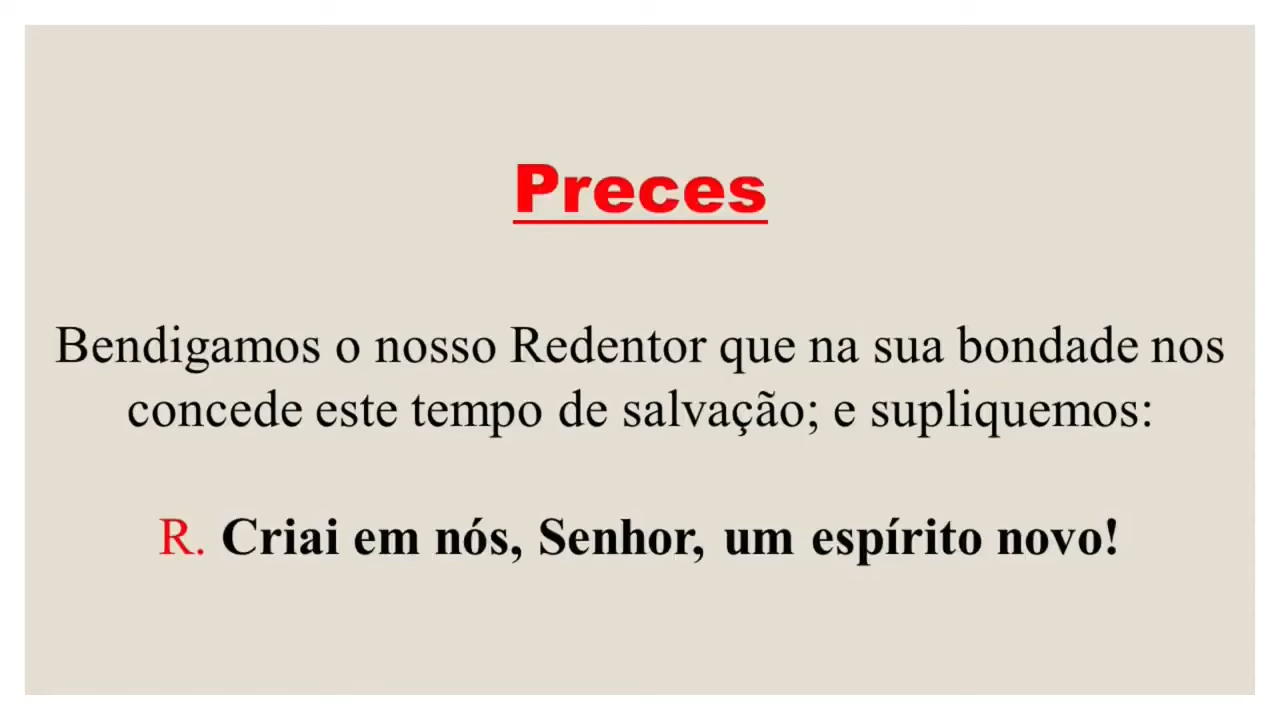 Preces
Bendigamos o nosso Redentor que na sua bondade nos
concede este tempo de salvação; e supliquemos:
R. Criai em nós, Senhor, um espírito novo!